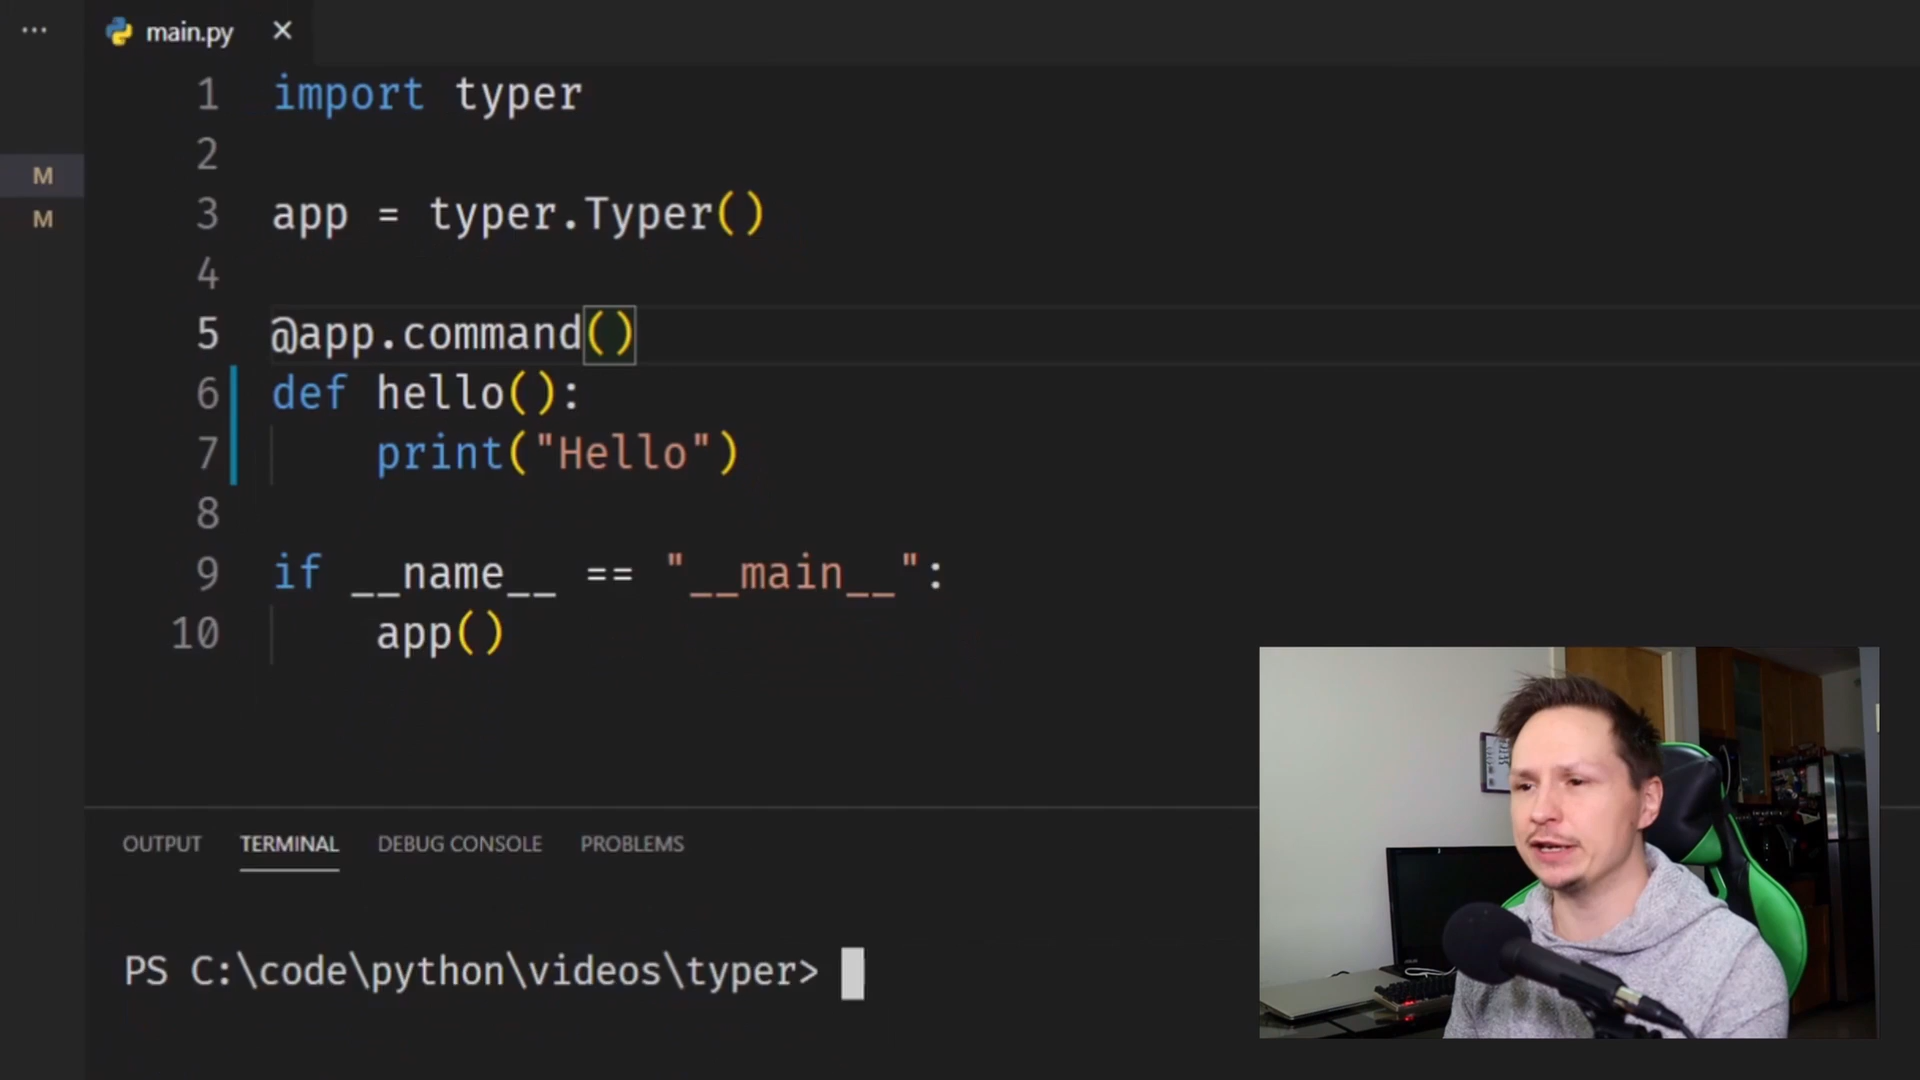 ... main.py ×
M
M
1 import typer
2
3 app = typer.Typer()
4
5 @app.command()
6 def hello():
7 print("Hello")
8
9 if __name__ == "__main__":
10 app()
OUTPUT TERMINAL DEBUG CONSOLE PROBLEMS
PS C:\code\python\videos\typer>